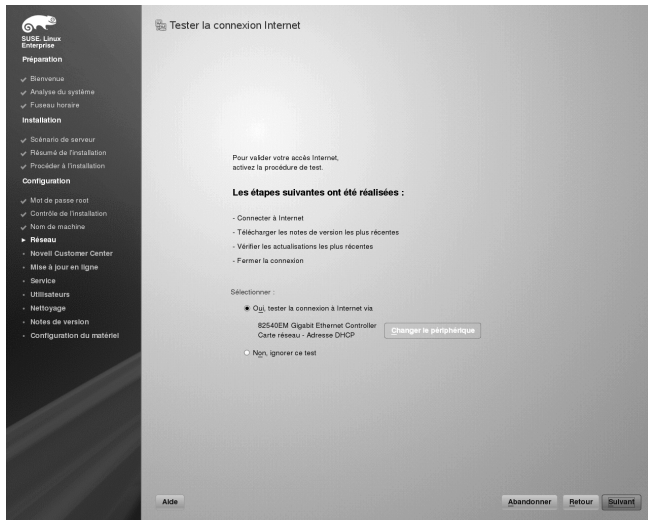 SUSE. Linux
Enterprise
Préparation
Bienvenue
Analyse du système
Fuseau horaire
Installation
Scénario de serveur
Résumé de l'installation
Procéder à l'installation
Configuration
Mot de passe root
Contrôle de l'installation
Nom de machine
Réseau
Novell Customer Center
Mise à jour en ligne
Service
Utilisateurs
Nettoyage
Notes de version
Configuration du matériel
Tester la connexion Internet
Pour valider votre accès Internet,
activez la procédure de test.
Les étapes suivantes ont été réalisées :
- Connecter à Internet
- Télécharger les notes de version les plus récentes
- Vérifier les actualisations les plus récentes
- Fermer la connexion
Sélectionner :
Oui, tester la connexion à Internet via
82540EM Gigabit Ethernet Controller
Carte réseau - Adresse DHCP
Changer le périphérique
Non, ignorer ce test
Aide
Abandonner
Retour
Suivant